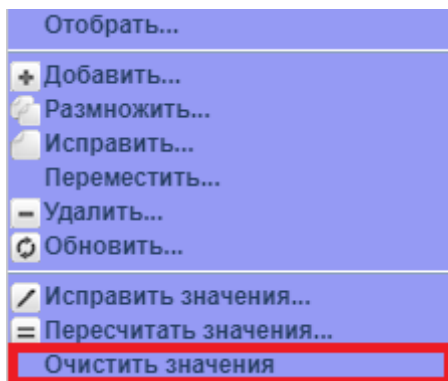 Отобрать...
Добавить...
Размножить...
Исправить...
Переместить...
Удалить...
Обновить...
Исправить значения...
Пересчитать значения...
Очистить значения